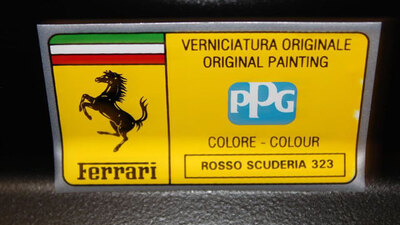 VERNICIATURA ORIGINALE
ORIGINAL PAINTING
PPG
COLORE - COLOUR
ROSSO SCUDERIA 323
Ferrari